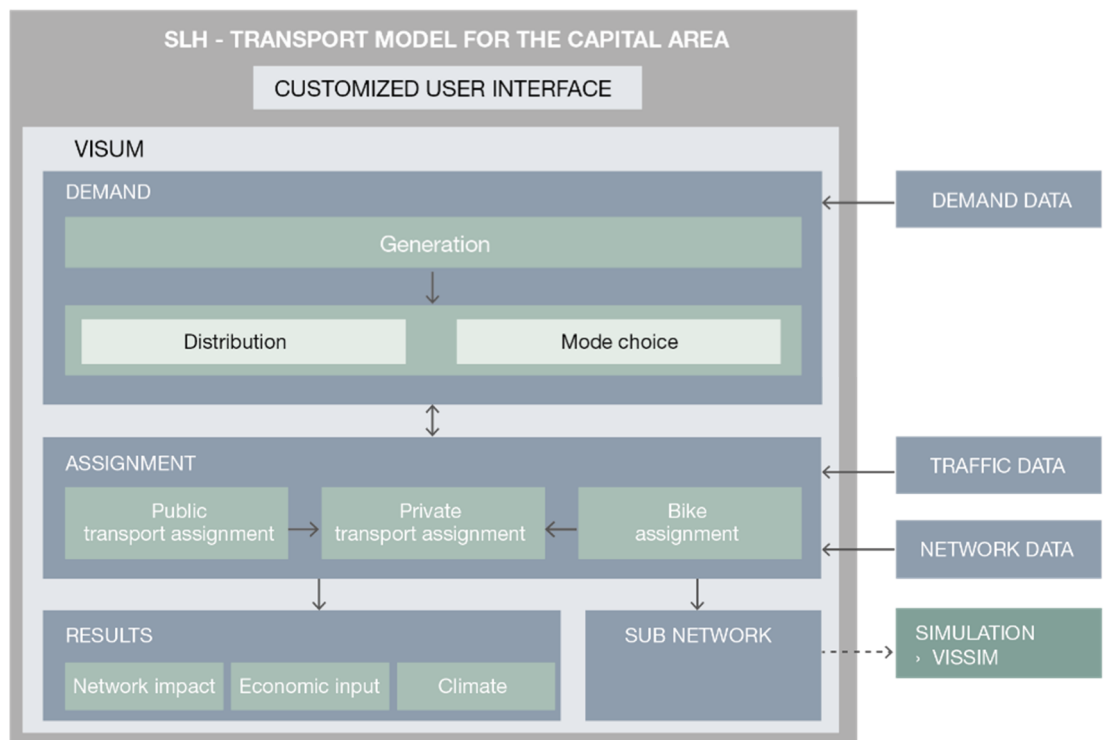 SLH - TRANSPORT MODEL FOR THE CAPITAL AREA
CUSTOMIZED USER INTERFACE
VISUM
DEMAND
DEMAND DATA
Generation
Distribution
Mode choice
ASSIGNMENT
TRAFFIC DATA
Public
transport assignment
Private
transport assignment
Bike
assignment
NETWORK DATA
RESULTS
Network impact
Economic input
Climate
SUB NETWORK
SIMULATION
› VISSIM